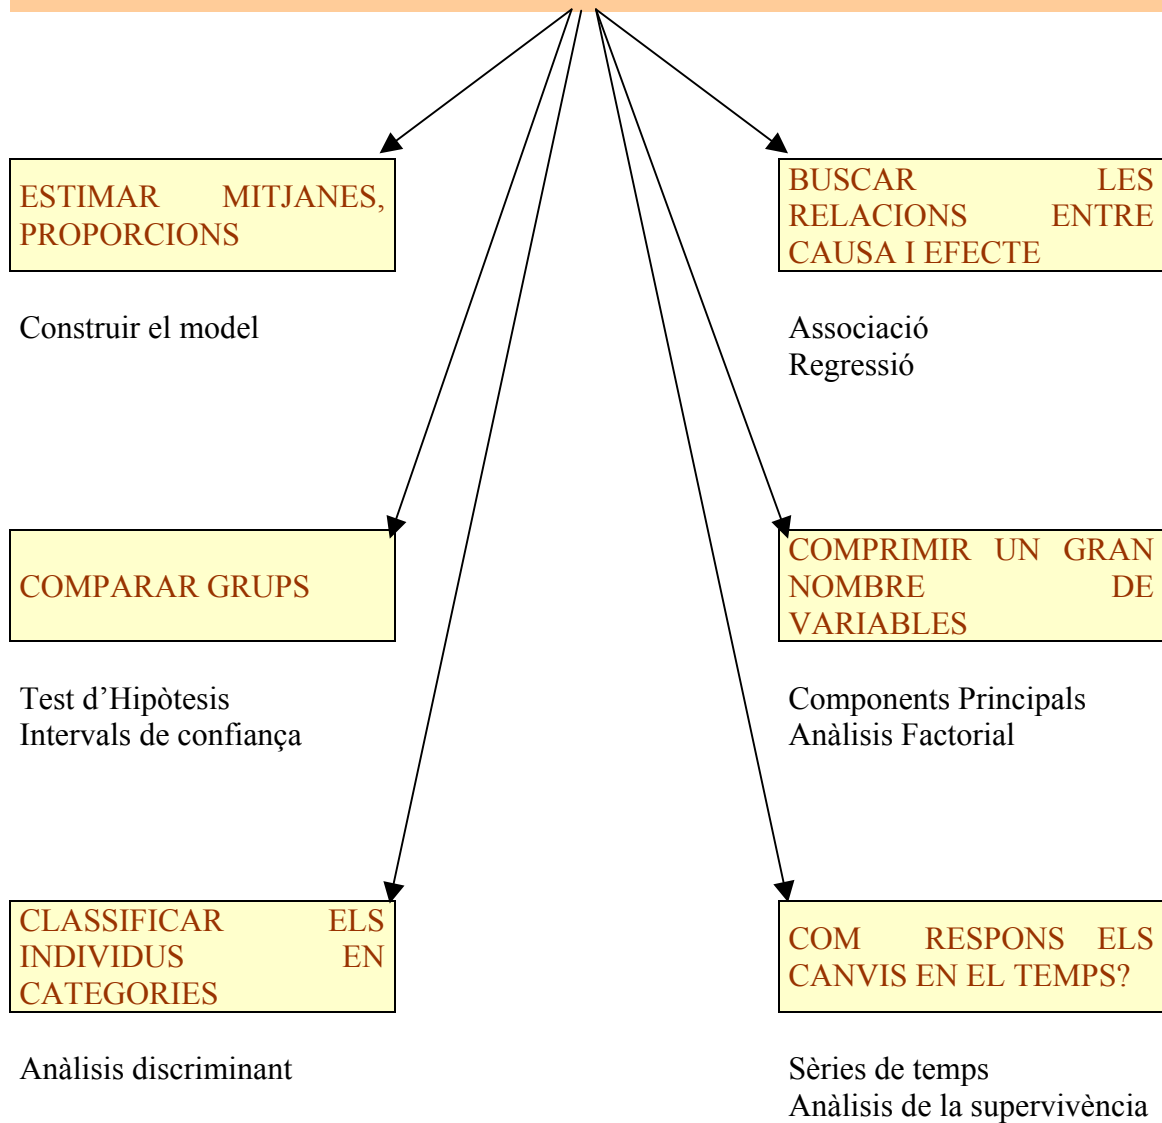 ESTIMAR MITJANES,
PROPORCIONS
Construir el model
BUSCAR LES
RELACIONS ENTRE
CAUSA I EFECTE
Associació
Regressió
COMPARAR GRUPS
Test d’Hipòtesis
Intervals de confiança
COMPRIMIR UN GRAN
NOMBRE DE
VARIABLES
Components Principals
Anàlisis Factorial
CLASSIFICAR ELS
INDIVIDUS EN
CATEGORIES
Anàlisis discriminant
COM RESPONS ELS
CANVIS EN EL TEMPS?
Sèries de temps
Anàlisis de la supervivència